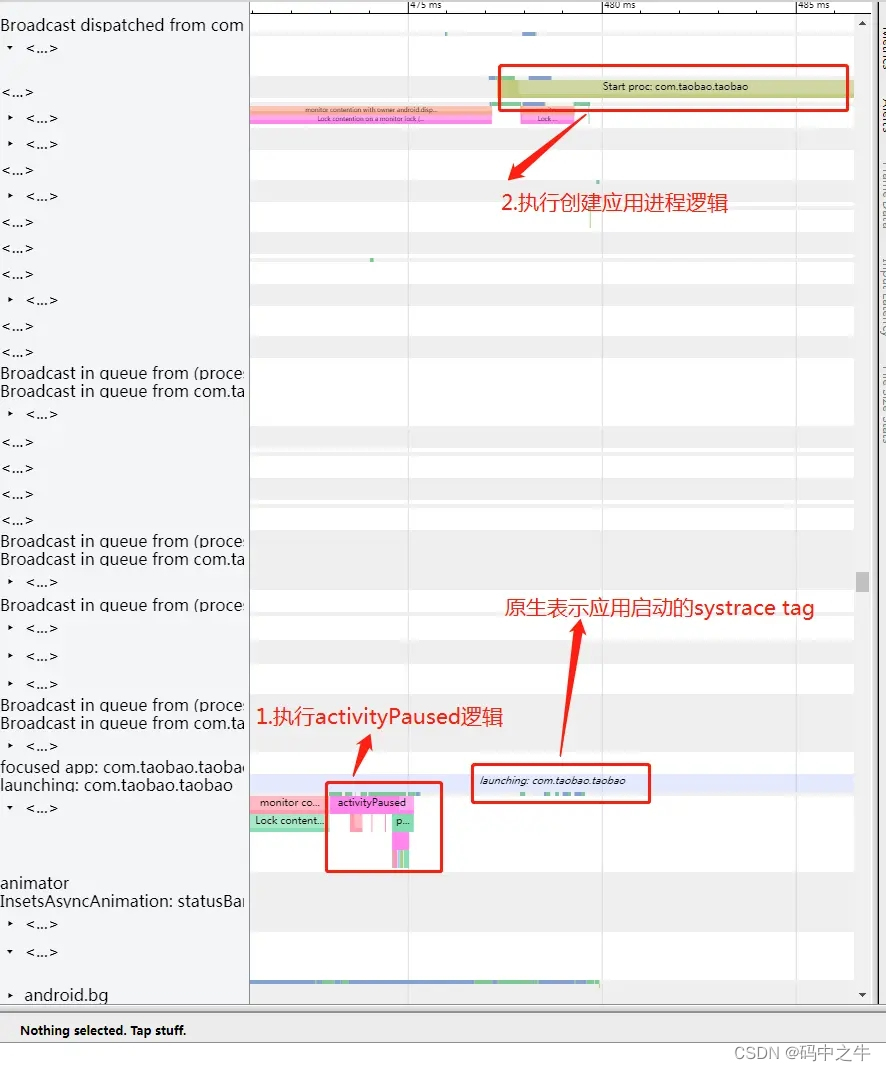 475 ms
480 ms
485 ms
Broadcast dispatched from com
<...>
Start proc: com.taobao.taobao
<...>
monitor contention with owner android.disp...
<...>
Lock contention on a monitor lock (...
Lock ...
<...>
<...>
<...>
2.执行创建应用进程逻辑
<...>
<...>
<...>
<...>
<...>
<...>
Broadcast in queue from (proce
Broadcast in queue from com.ta
<...>
<...>
<...>
<...>
<...>
Broadcast in queue from (proce
Broadcast in queue from com.ta
<...>
Broadcast in queue from (proce
原生表示应用启动的systrace tag
<...>
<...>
<...>
Broadcast in queue from (proce
Broadcast in queue from com.ta
1.执行activityPaused逻辑
<...>
focused app: com.taobao.taoba
launching: com.taobao.taobao
launching: com.taobao.taobao
<...>
monitor co...
activityPaused
Lock content...
p...
animator
InsetsAsyncAnimation: statusBa
<...>
<...>
android.bg
Nothing selected. Tap stuff.
CSDN @码中之牛